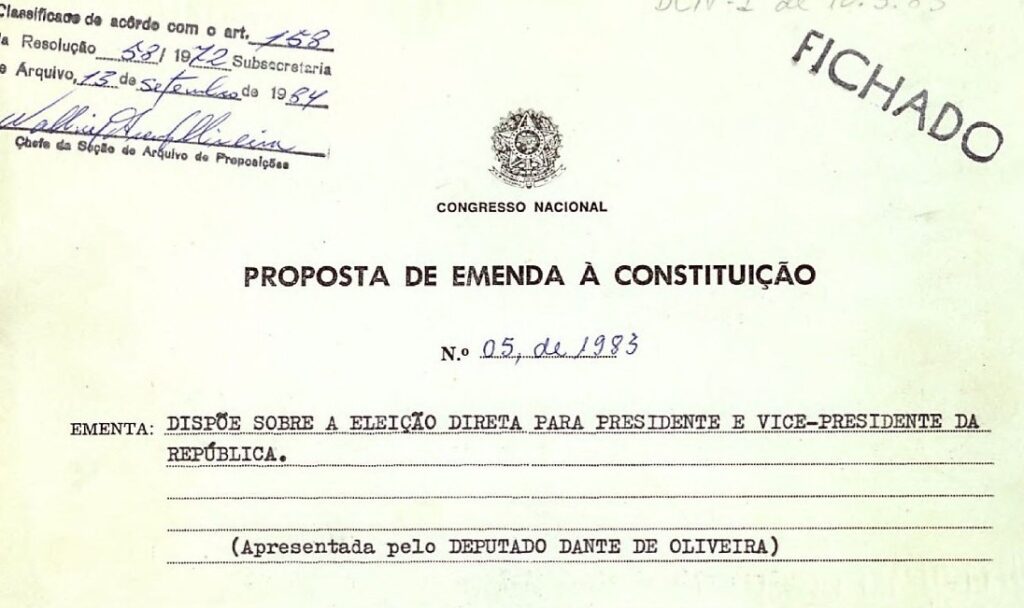 Classificado de acôrdo com o art. 158
da Resolução 58/1972 Subsecretaria
de Arquivo, 13 de setembro de 1984
Chefe da Seção de Arquivo de Proposições
DCN-I de
FICHADO
CONGRESSO NACIONAL
PROPOSTA DE EMENDA À CONSTITUIÇÃO
N.º 05, de 1983
EMENTA: DISPÕE SOBRE A ELEIÇÃO DIRETA PARA PRESIDENTE E VICE-PRESIDENTE DA
REPÚBLICA.
(Apresentada pelo DEPUTADO DANTE DE OLIVEIRA)